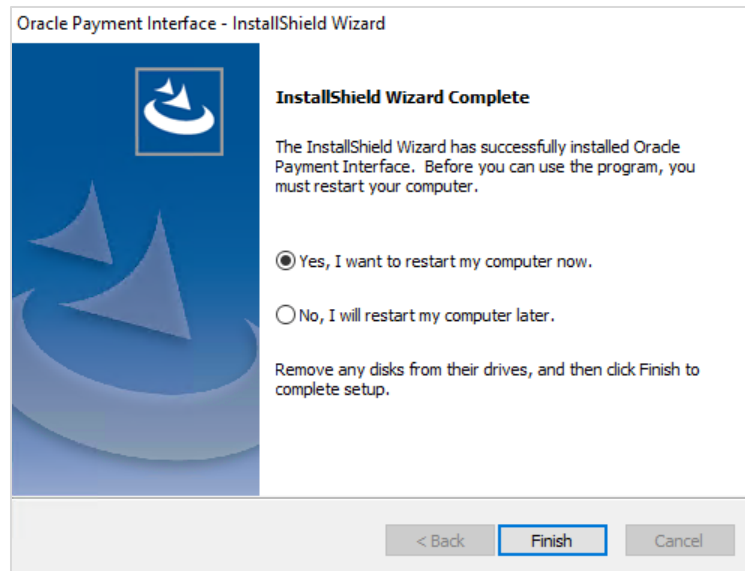 Oracle Payment Interface - InstallShield Wizard
InstallShield Wizard Complete
The InstallShield Wizard has successfully installed Oracle
Payment Interface.  Before you can use the program, you
must restart your computer.
Yes, I want to restart my computer now.
No, I will restart my computer later.
Remove any disks from their drives, and then click Finish to
complete setup.
< Back Finish Cancel